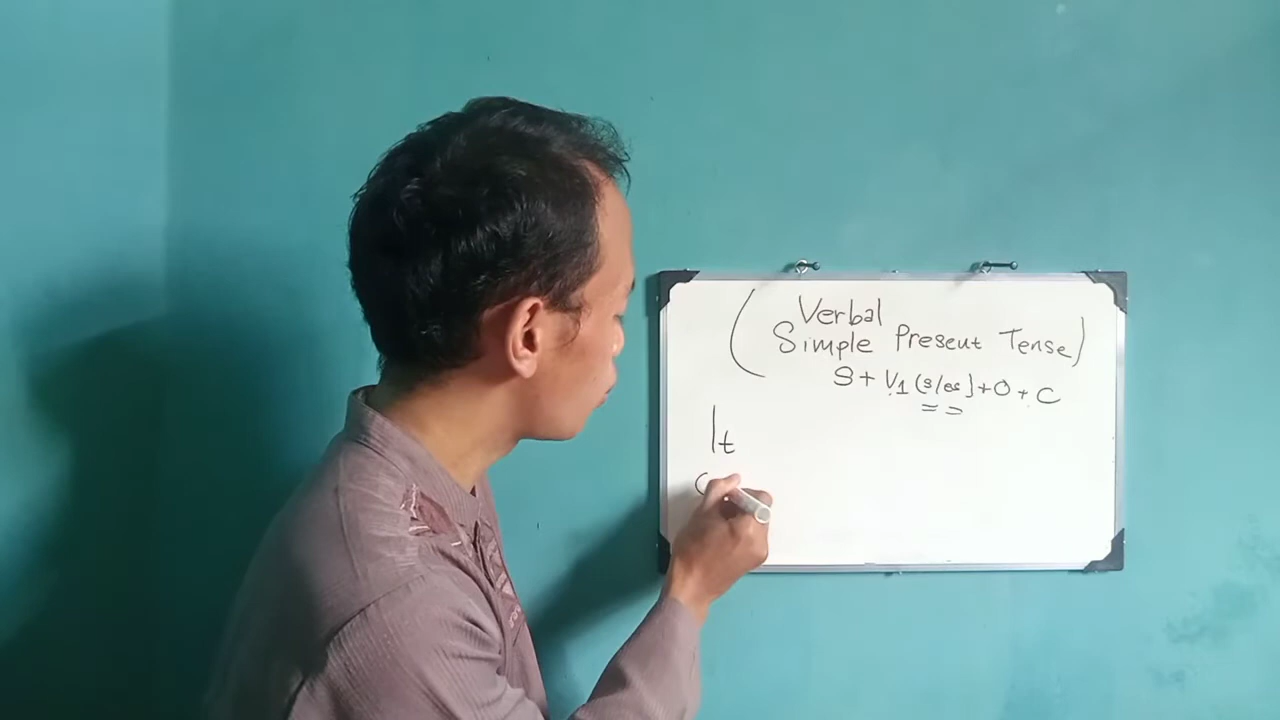 ( Verbal
Simple Present Tense)
S + V1 (s/es) + O + C
It